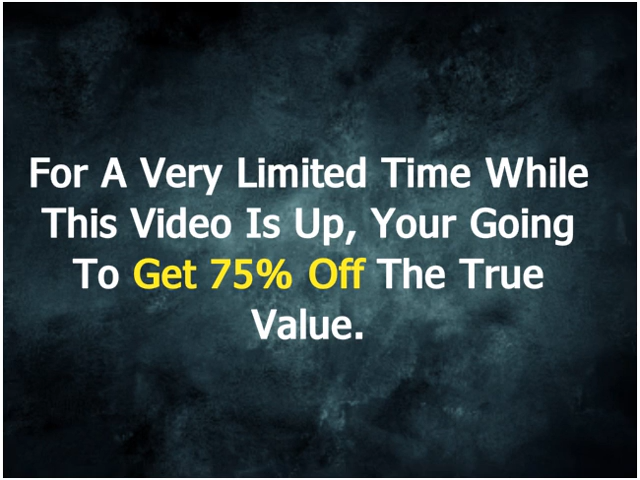 For A Very Limited Time While
This Video Is Up, Your Going
To Get 75% Off The True
Value.